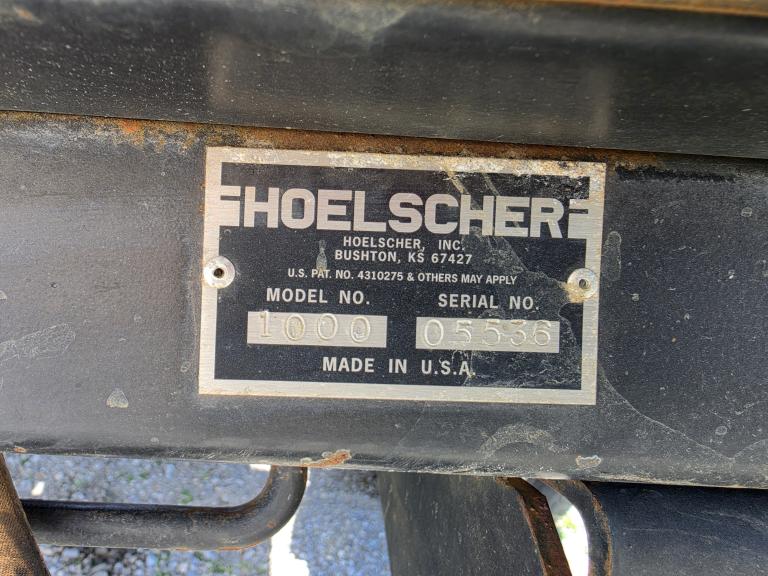 HOELSCHER
HOELSCHER, INC.
BUSHTON, KS 67427
U.S. PAT. NO. 4310275 & OTHERS MAY APPLY
MODEL NO. SERIAL NO.
1000 05536
MADE IN U.S.A.